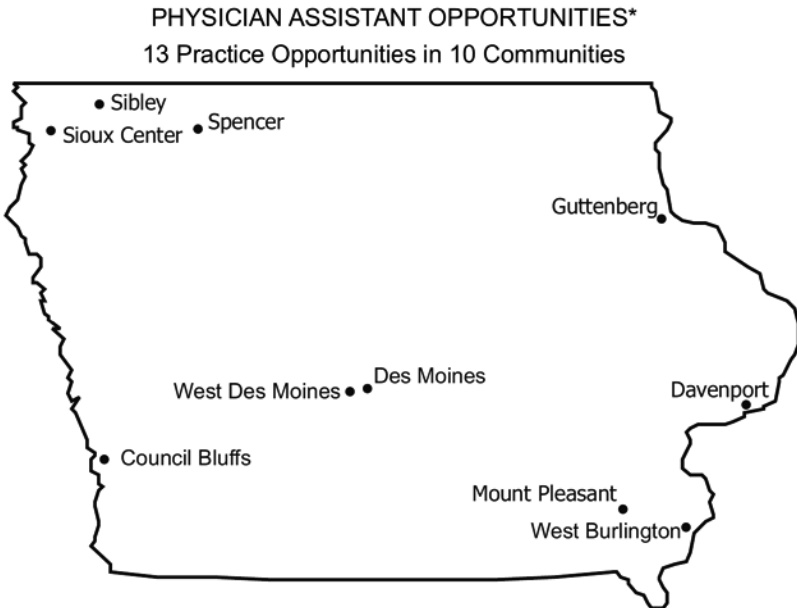 PHYSICIAN ASSISTANT OPPORTUNITIES*
13 Practice Opportunities in 10 Communities
Sibley
Spencer
Sioux Center
Guttenberg
Des Moines
West Des Moines
Davenport
Council Bluffs
Mount Pleasant
West Burlington